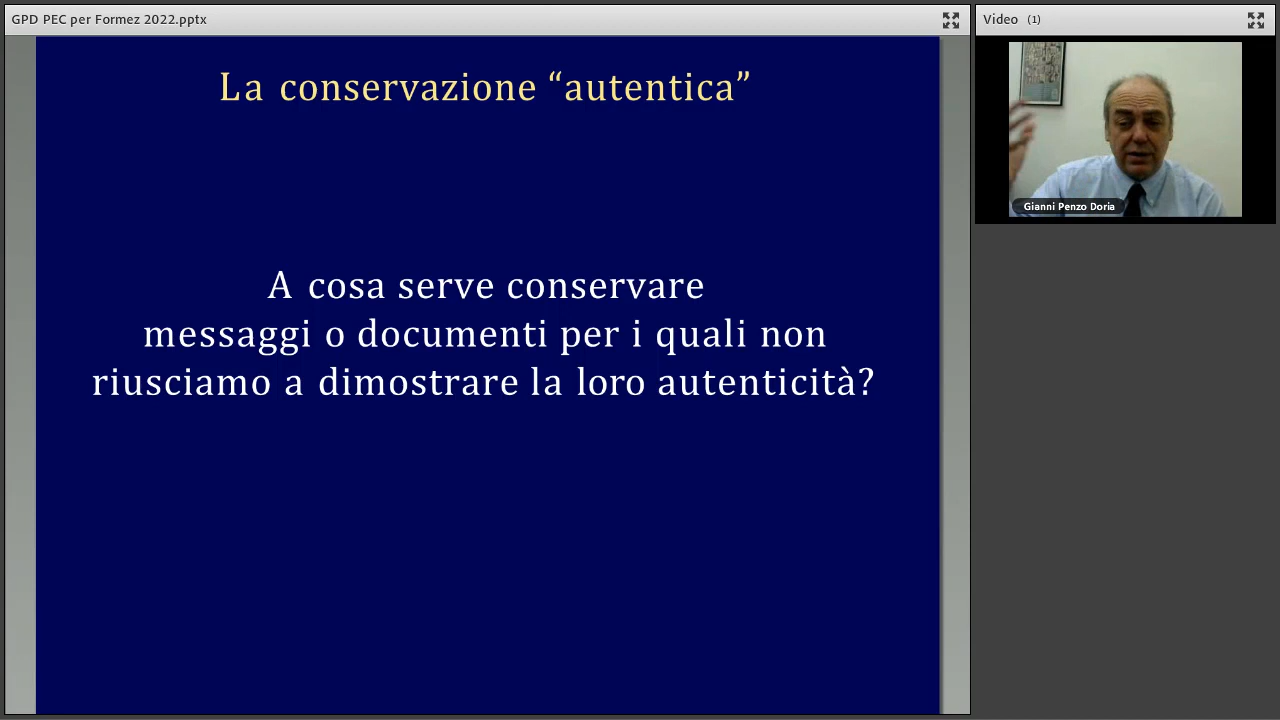 GPD PEC per Formez 2022.pptx
Video (1)
La conservazione “autentica”
A cosa serve conservare
messaggi o documenti per i quali non
riusciamo a dimostrare la loro autenticità?
Gianni Penzo Doria